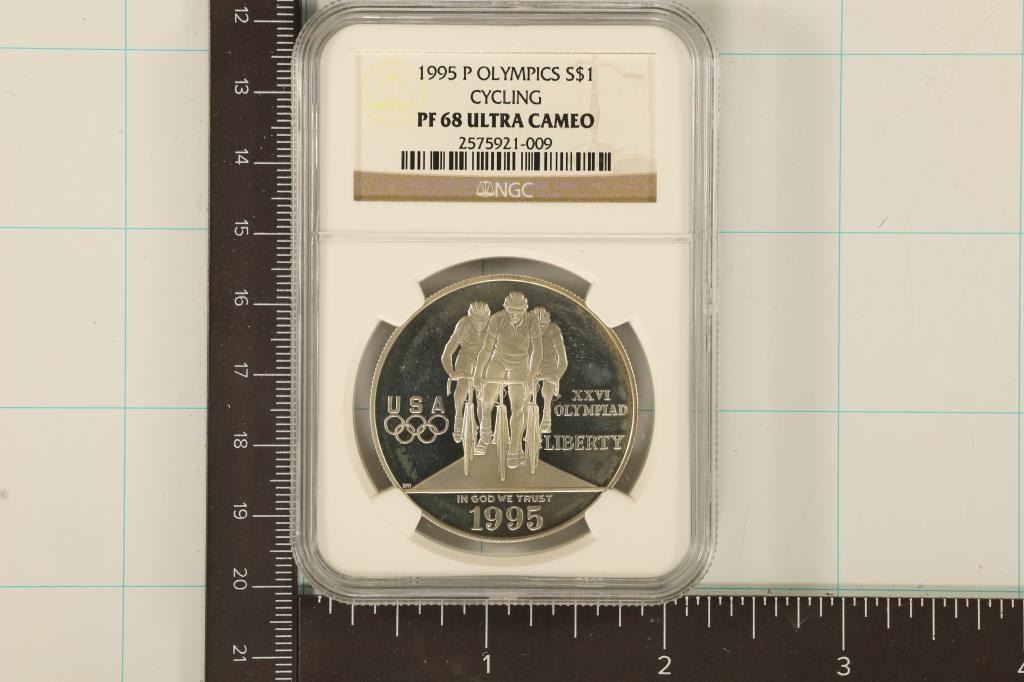 1995 P OLYMPICS S$1
CYCLING
PF 68 ULTRA CAMEO
2575921-009
NGC
USA
XXVI
OLYMPIAD
LIBERTY
IN GOD WE TRUST
1995
12
13
14
15
16
17
18
19
20
21
1 2 3 4